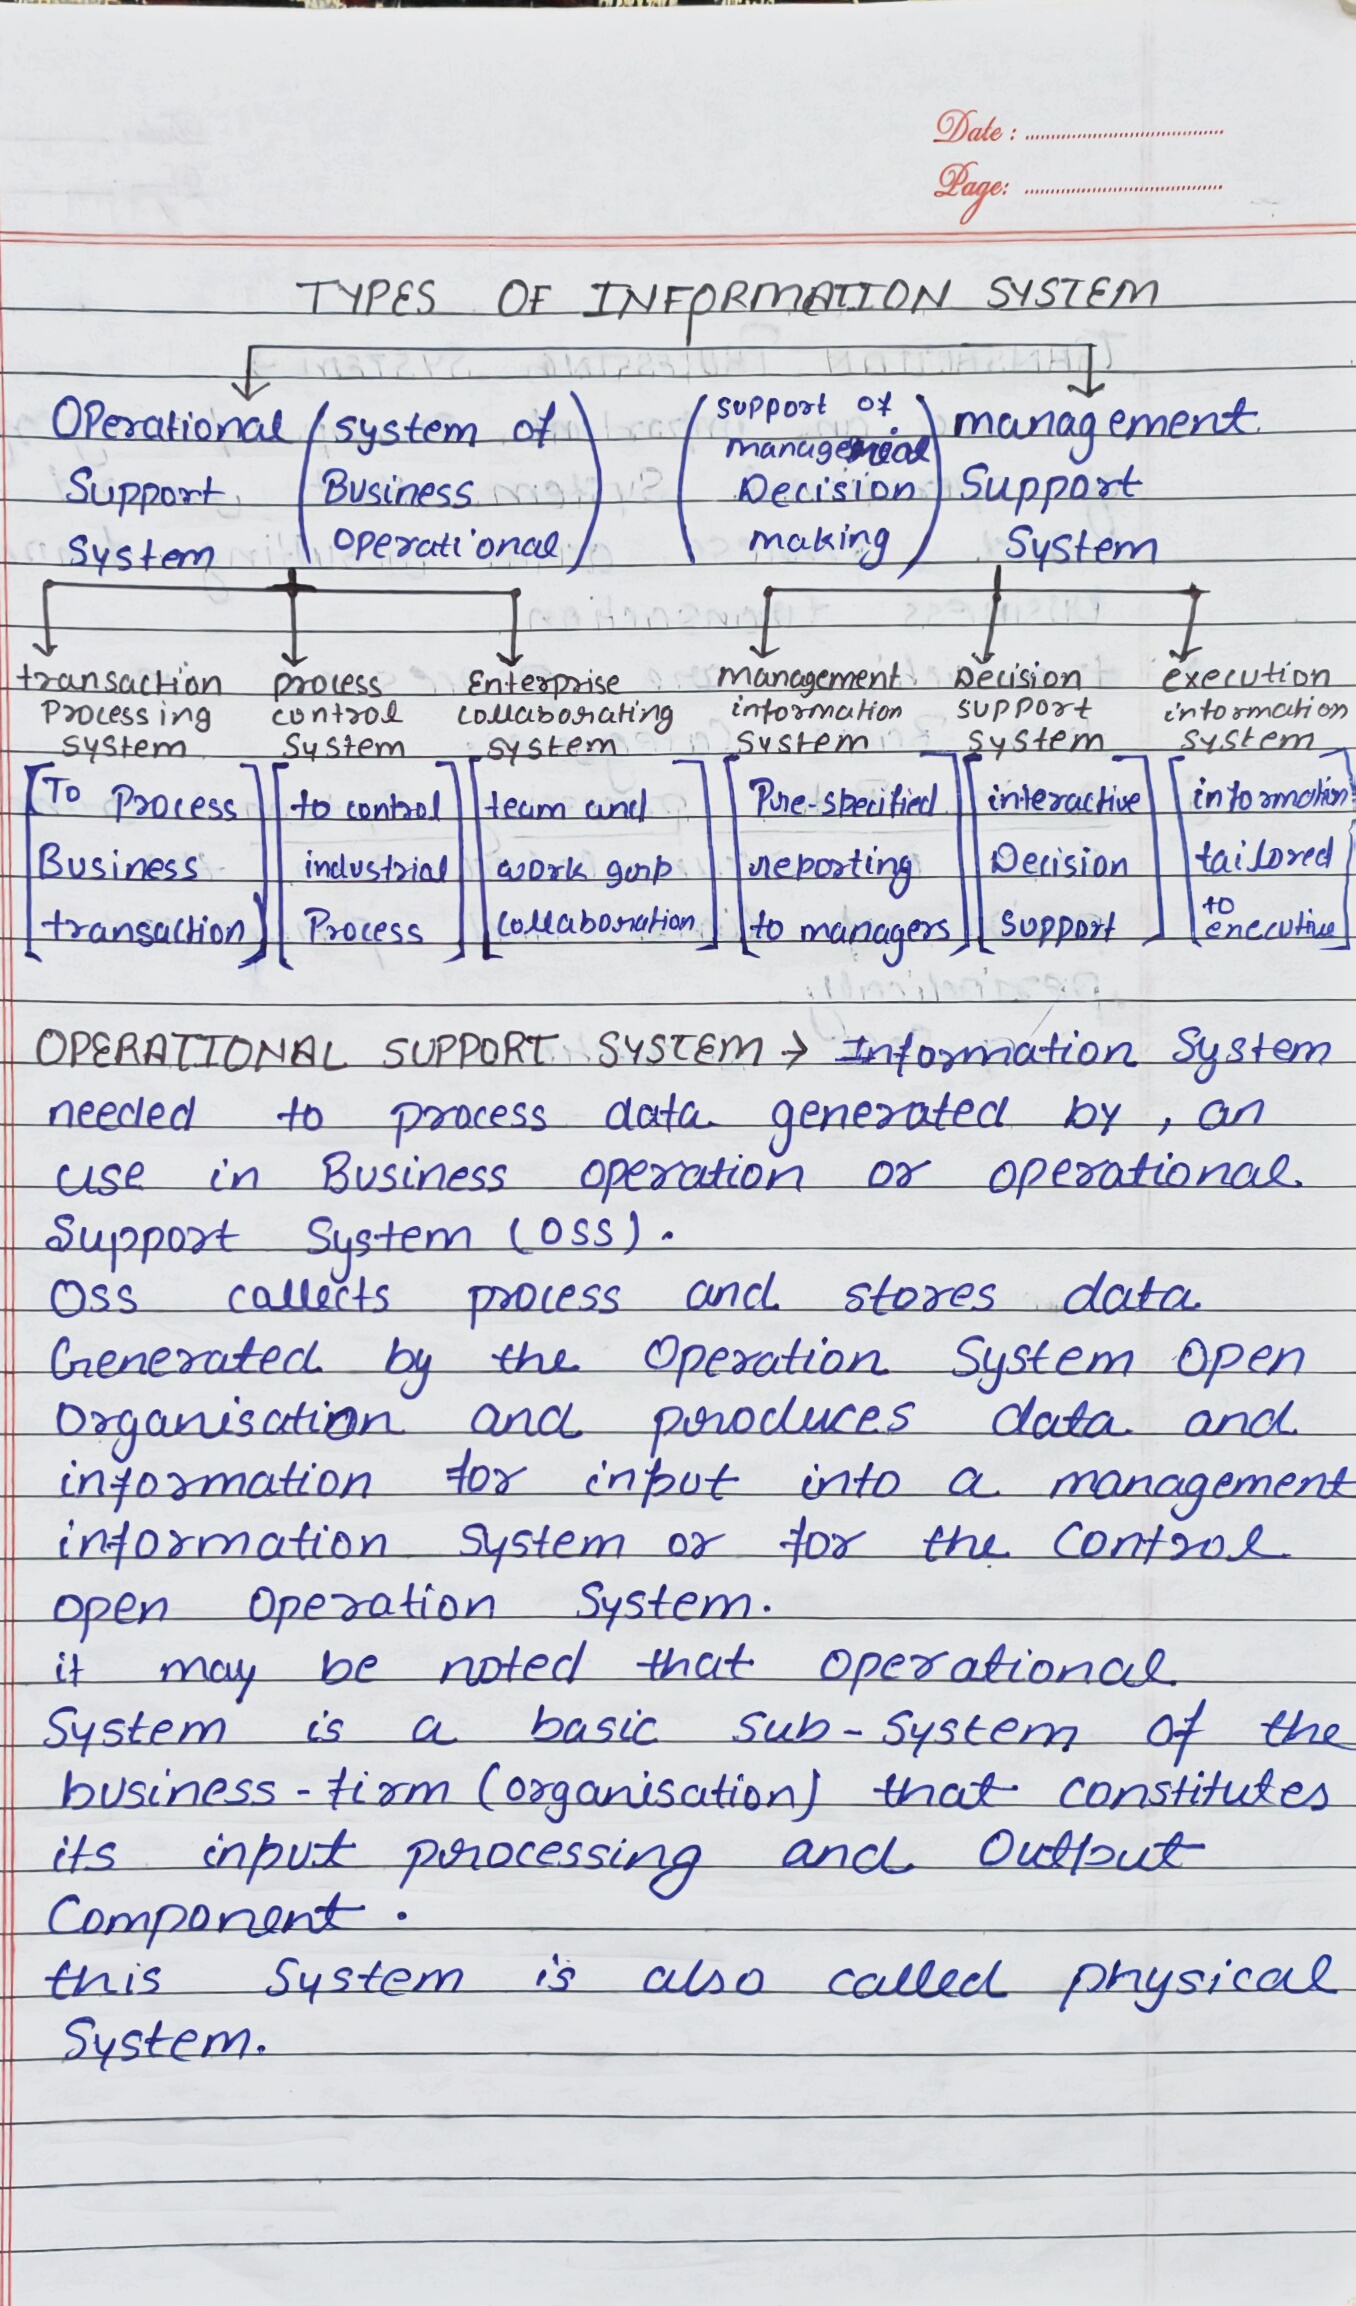 Date :
Page:
TYPES OF INFORMATION SYSTEM
Operational
Support
System
(system of
Business
operational)
(support of
managerial
Decision
making)
management
Support
System
transaction
Processing
system
process
control
System
Enterprise
collaborating
system
management
information
System
Decision
support
system
execution
information
system
[To Process
Business
transaction]
[to control
industrial
Process]
[team and
work gorp
collaboration]
[Pre-specified
reporting
to managers]
[interactive
Decision
Support]
[information
tailored
to
executive]
OPERATIONAL SUPPORT SYSTEM → Information System
needed to process data generated by, an
use in Business operation or operational
Support System (OSS).
OSS collects process and stores data
Generated by the Operation System open
Organisation and produces data and
information for input into a management
information system or for the Control
open Operation System.
it may be noted that operational
System is a basic sub-system of the
business-firm (organisation) that constitutes
its input processing and Output
Component.
this System is also called physical
System.